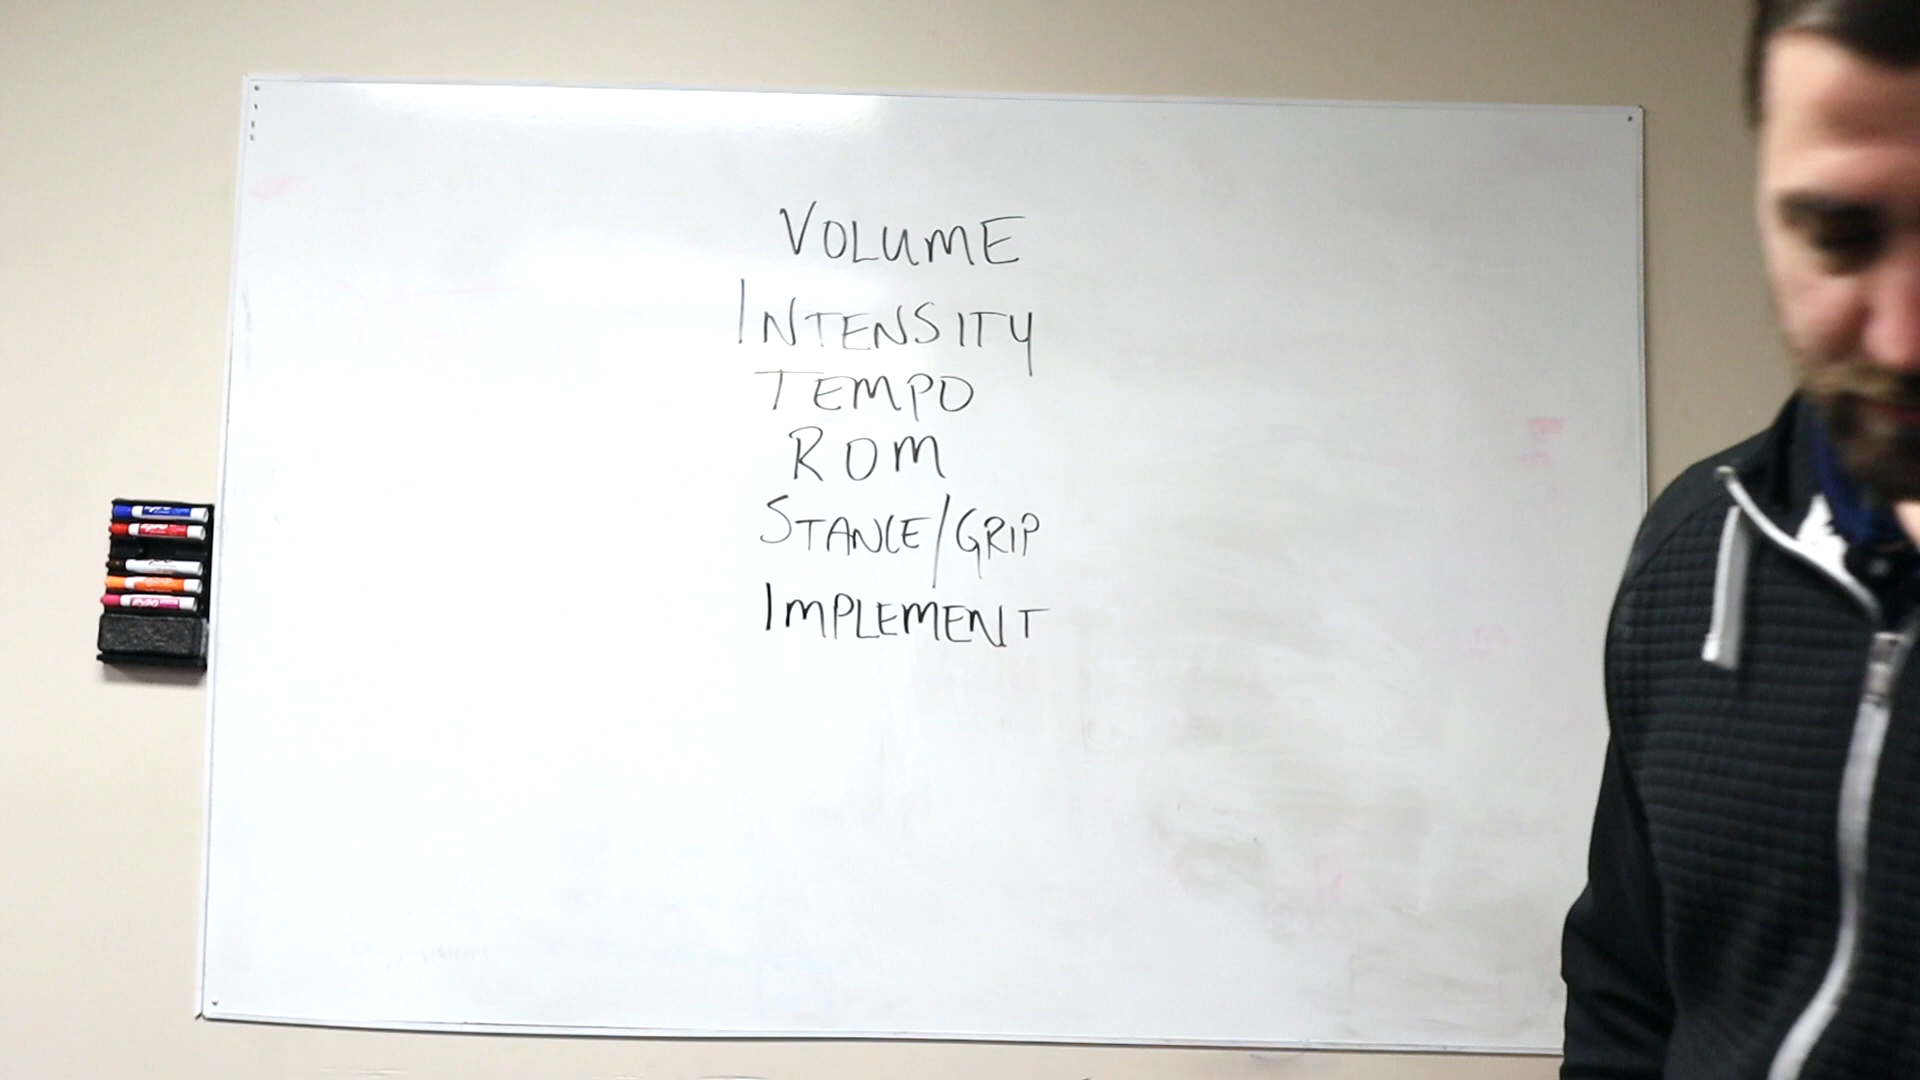 VOLUME
INTENSITY
TEMPO
ROM
STANCE/GRIP
IMPLEMENT